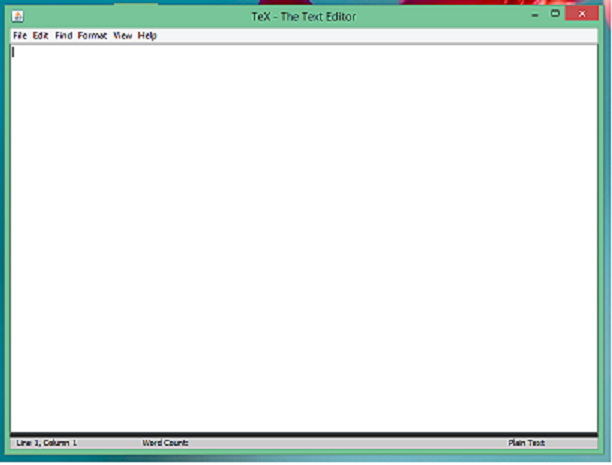 TeX - The Text Editor
File Edit Find Format View Help
Line 1, Column 1 Word Count: Plain Text